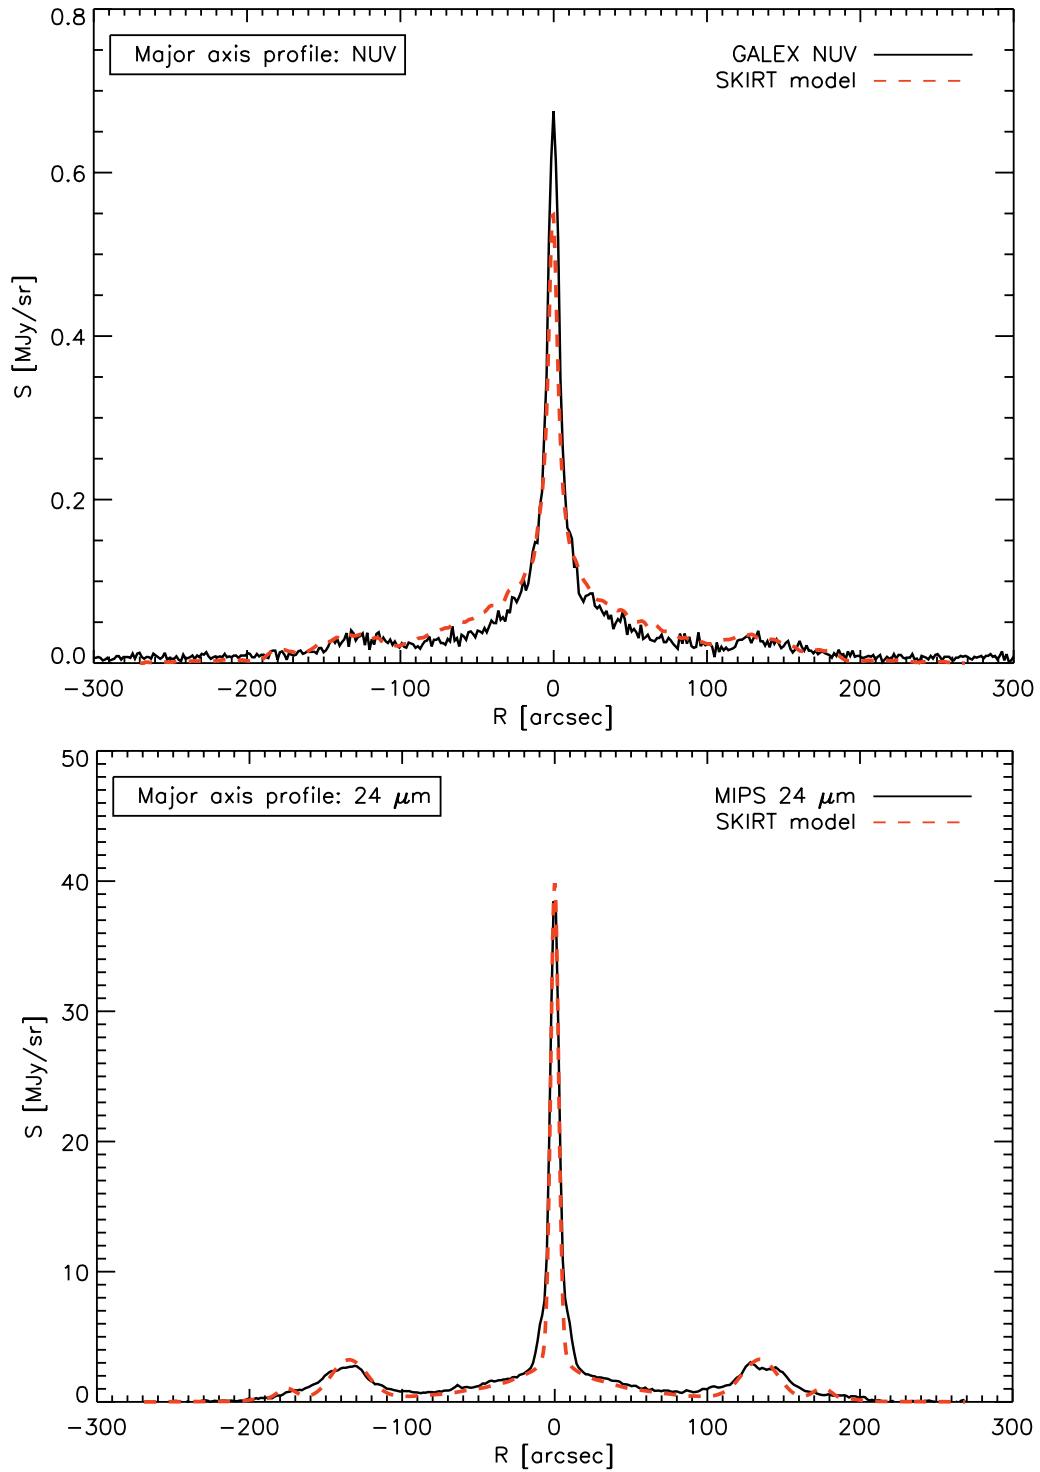 0.8
Major axis profile: NUV
GALEX NUV
SKIRT model
0.6
0.4
0.2
0.0
S [MJy/sr]
−300 −200 −100 0 100 200 300
R [arcsec]
50
Major axis profile: 24 μm
MIPS 24 μm
SKIRT model
40
30
20
10
0
S [MJy/sr]
−300 −200 −100 0 100 200 300
R [arcsec]